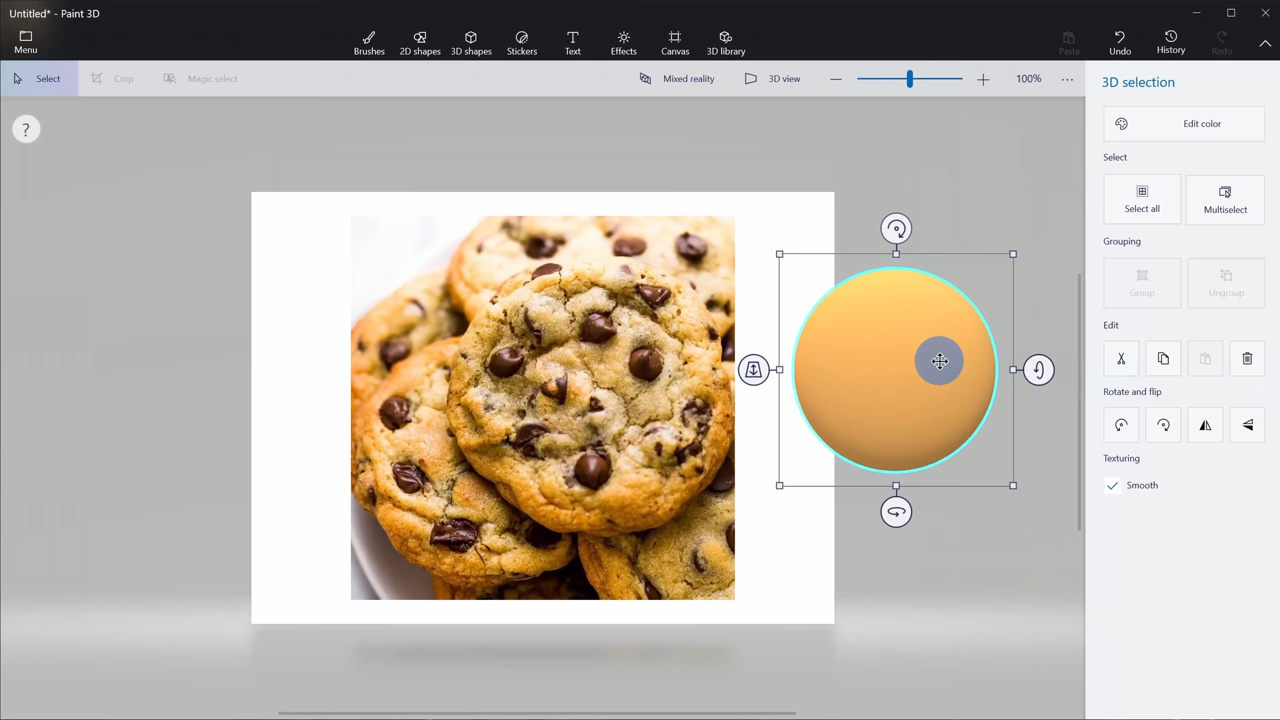 Untitled* - Paint 3D
Menu
Brushes
2D shapes
3D shapes
Stickers
Text
Effects
Canvas
3D library
Paste
Undo
History
Redo
Select
Crop
Magic select
Mixed reality
3D view
100%
?
3D selection
Edit color
Select
Select all
Multiselect
Grouping
Group
Ungroup
Edit
Rotate and flip
Texturing
Smooth